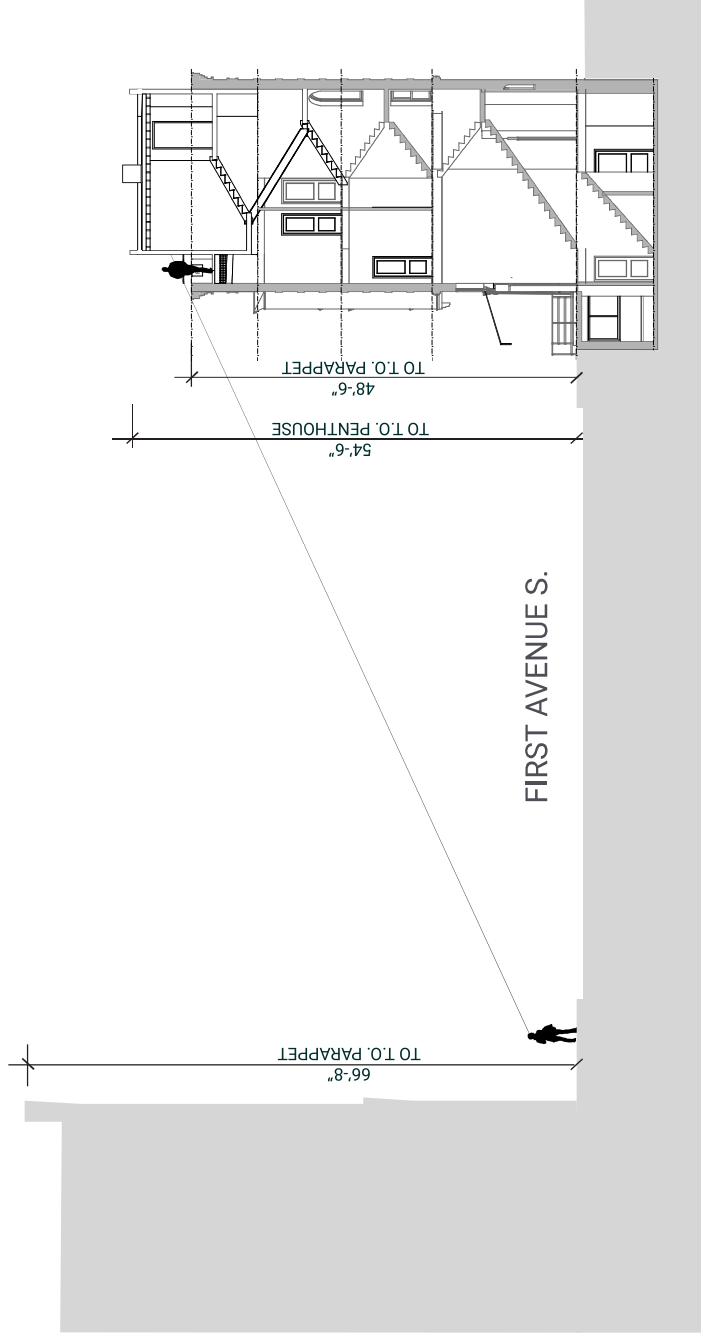 66'-8"
TO T.O. PARAPPET
FIRST AVENUE S.
54'-6"
TO T.O. PENTHOUSE
48'-6"
TO T.O. PARAPPET